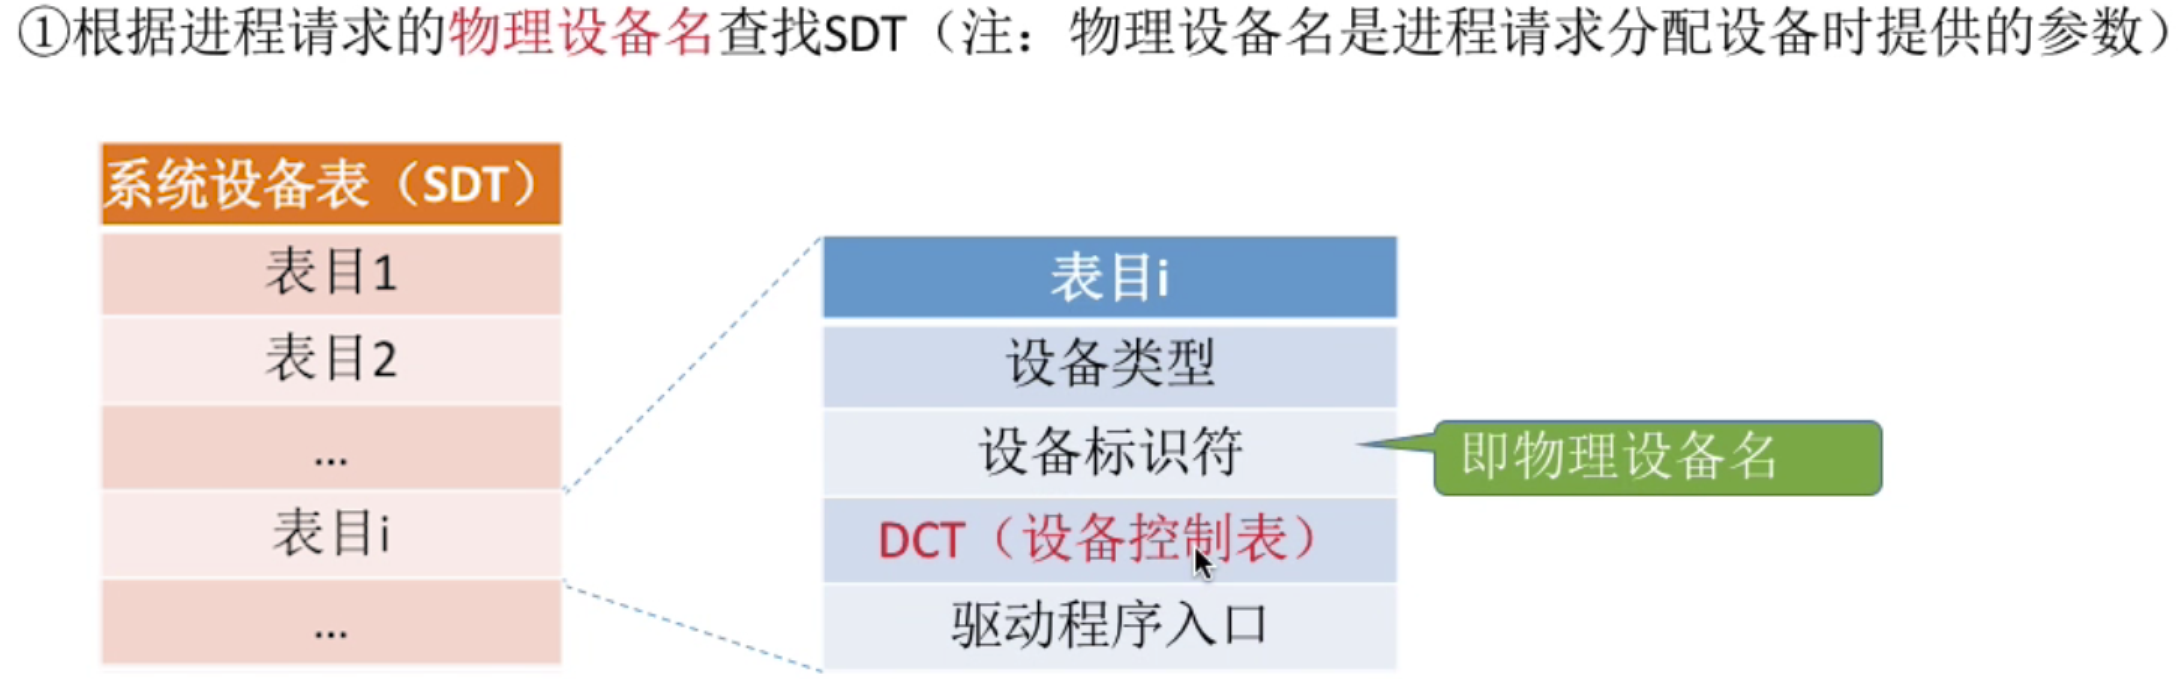 ①根据进程请求的物理设备名查找SDT（注：物理设备名是进程请求分配设备时提供的参数）
系统设备表（SDT）
表目1
表目2
...
表目i
...
表目i
设备类型
设备标识符
DCT（设备控制表）
驱动程序入口
即物理设备名